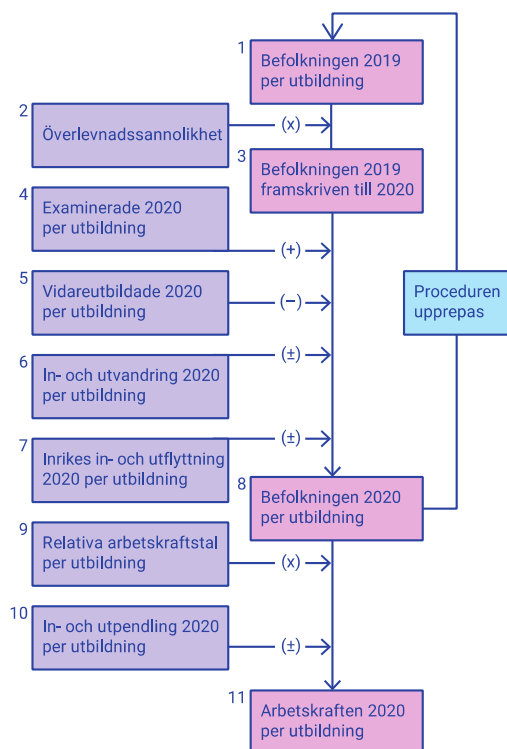 1
Befolkningen 2019
per utbildning
2
Överlevnadssannolikhet
(x)
3
Befolkningen 2019
framskriven till 2020
4
Examinerade 2020
per utbildning
(+)
5
Vidareutbildade 2020
per utbildning
(−)
Proceduren
upprepas
6
In- och utvandring 2020
per utbildning
(±)
7
Inrikes in- och utflyttning
2020 per utbildning
(±)
8
Befolkningen 2020
per utbildning
9
Relativa arbetskraftstal
per utbildning
(x)
10
In- och utpendling 2020
per utbildning
(±)
11
Arbetskraften 2020
per utbildning